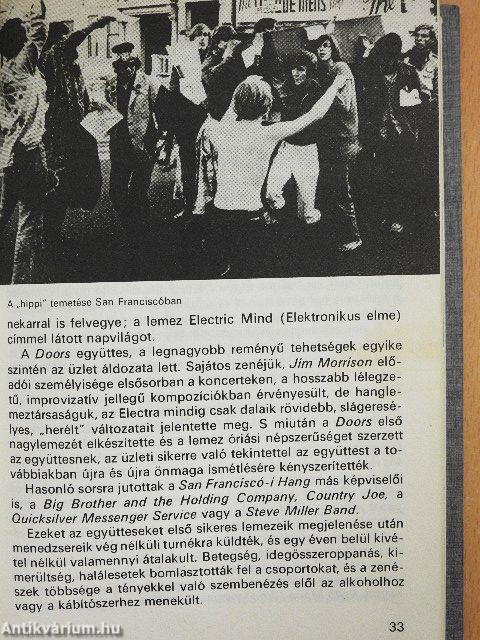 DE MENS
A „hippi" temetése San Franciscóban
nekarral is felvegye; a lemez Electric Mind (Elektronikus elme)
címmel látott napvilágot.
A Doors együttes, a legnagyobb reményű tehetségek egyike
szintén az üzlet áldozata lett. Sajátos zenéjük, Jim Morrison elő-
adói személyisége elsősorban a koncerteken, a hosszabb lélegze-
tű, improvizatív jellegű kompozíciókban érvényesült, de hangle-
meztársaságuk, az Electra mindig csak dalaik rövidebb, slágeresé-
lyes, „herélt" változatait jelentette meg. S miután a Doors első
nagylemezét elkészítette és a lemez óriási népszerűséget szerzett
az együttesnek, az üzleti sikerre való tekintettel az együttest a to-
vábbiakban újra és újra önmaga ismétlésére kényszerítették.
Hasonló sorsra jutottak a San Franciscó-i Hang más képviselői
is, a Big Brother and the Holding Company, Country Joe, a
Quicksilver Messenger Service vagy a Steve Miller Band.
Ezeket az együtteseket első sikeres lemezeik megjelenése után
menedzsereik vég nélküli turnékra küldték, és egy éven belül kivé-
tel nélkül valamennyi átalakult. Betegség, idegösszeroppanás, ki-
merültség, halálesetek bomlasztották fel a csoportokat, és a zené-
szek többsége a tényekkel való szembenézés elől az alkoholhoz
vagy a kábítószerhez menekült.
33
Antikvárium.hu